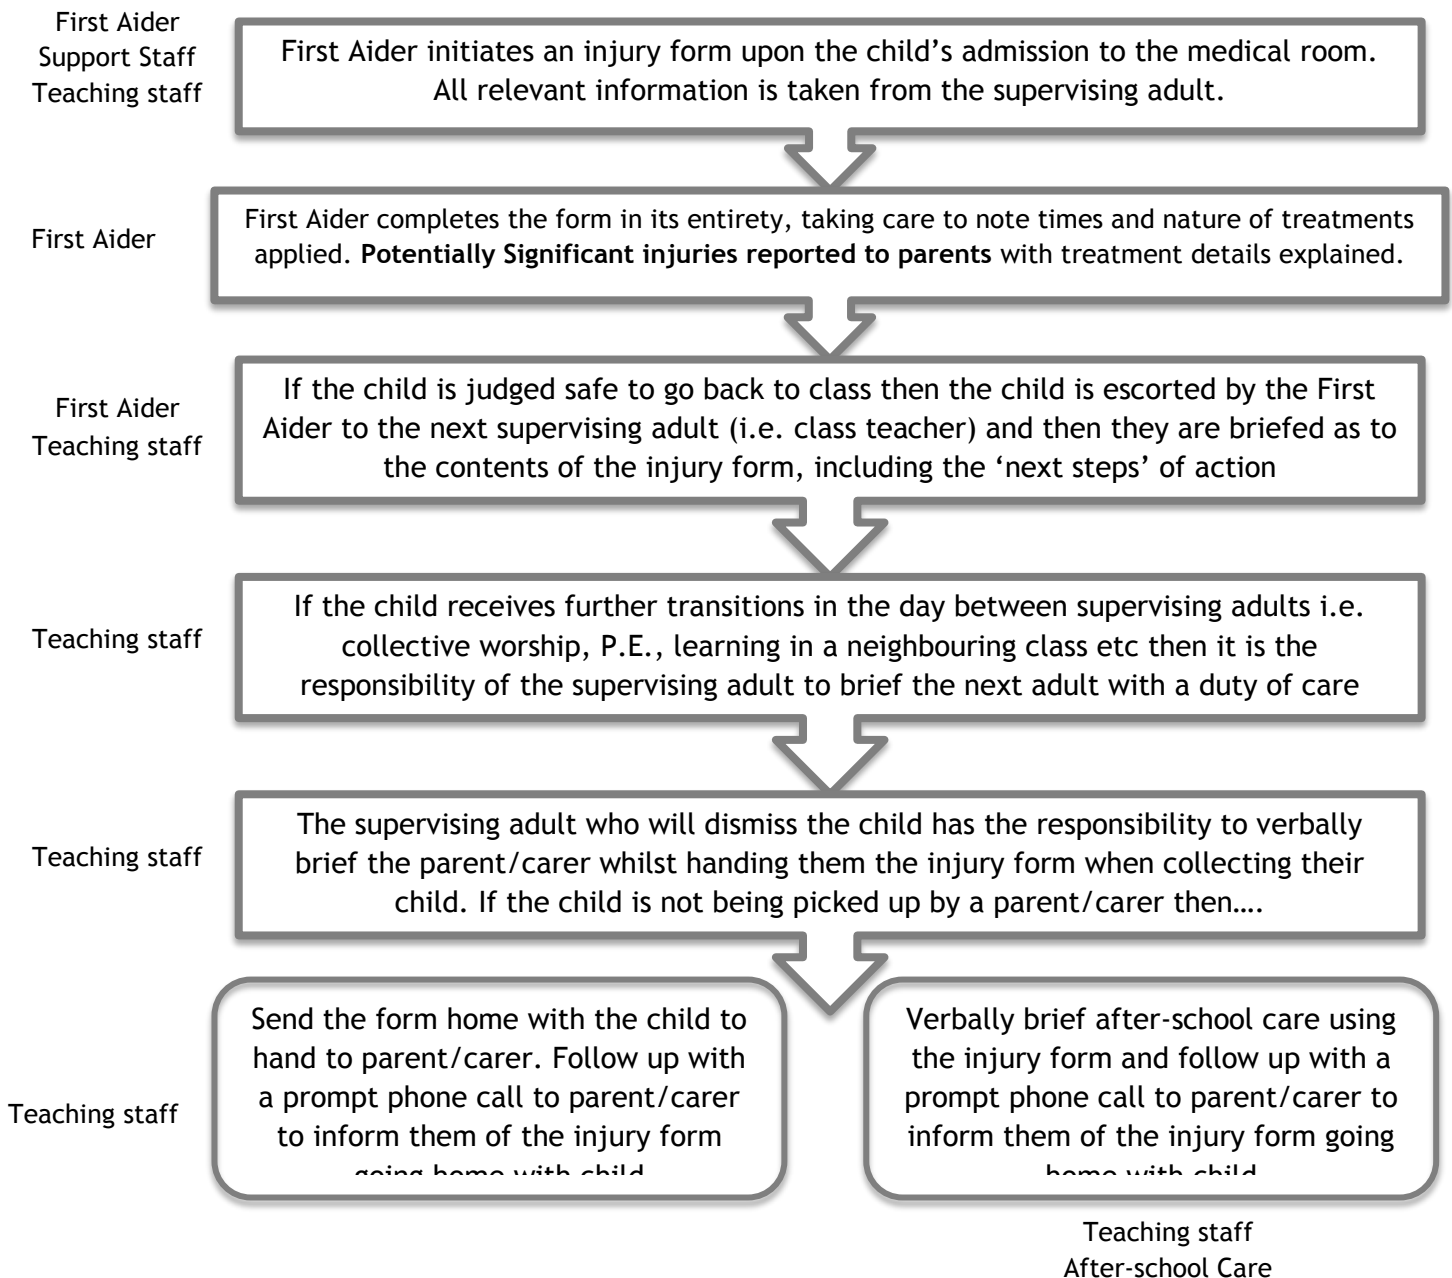 First Aider
Support Staff
Teaching staff
First Aider initiates an injury form upon the child’s admission to the medical room.
All relevant information is taken from the supervising adult.
First Aider
First Aider completes the form in its entirety, taking care to note times and nature of treatments
applied. Potentially Significant injuries reported to parents with treatment details explained.
First Aider
Teaching staff
If the child is judged safe to go back to class then the child is escorted by the First
Aider to the next supervising adult (i.e. class teacher) and then they are briefed as to
the contents of the injury form, including the ‘next steps’ of action
Teaching staff
If the child receives further transitions in the day between supervising adults i.e.
collective worship, P.E., learning in a neighbouring class etc then it is the
responsibility of the supervising adult to brief the next adult with a duty of care
Teaching staff
The supervising adult who will dismiss the child has the responsibility to verbally
brief the parent/carer whilst handing them the injury form when collecting their
child. If the child is not being picked up by a parent/carer then….
Teaching staff
Send the form home with the child to
hand to parent/carer. Follow up with
a prompt phone call to parent/carer
to inform them of the injury form
going home with child
Verbally brief after-school care using
the injury form and follow up with a
prompt phone call to parent/carer to
inform them of the injury form going
home with child
Teaching staff
After-school Care